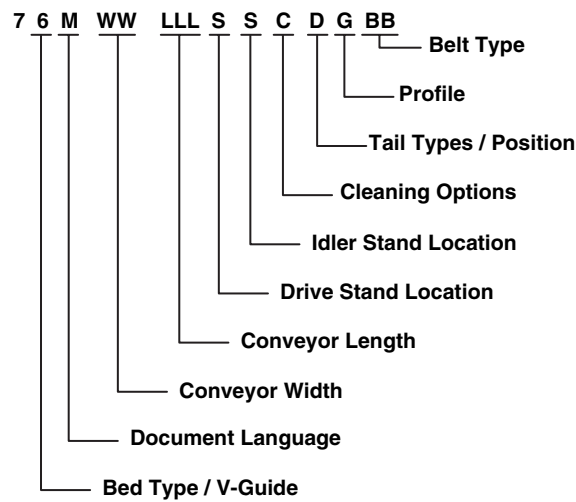 7 6 M WW LLL S S C D G BB
Belt Type
Profile
Tail Types / Position
Cleaning Options
Idler Stand Location
Drive Stand Location
Conveyor Length
Conveyor Width
Document Language
Bed Type / V-Guide